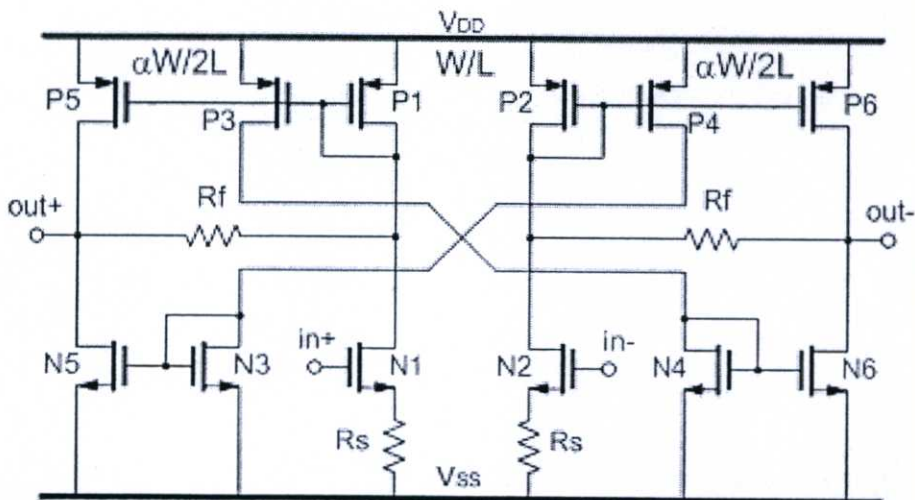 VDD
αW/2L
W/L
αW/2L
P5
P3
P1
P2
P4
P6
Rf
Rf
out+
out-
in+
in-
N5
N3
N1
N2
N4
N6
Rs
Rs
VSS